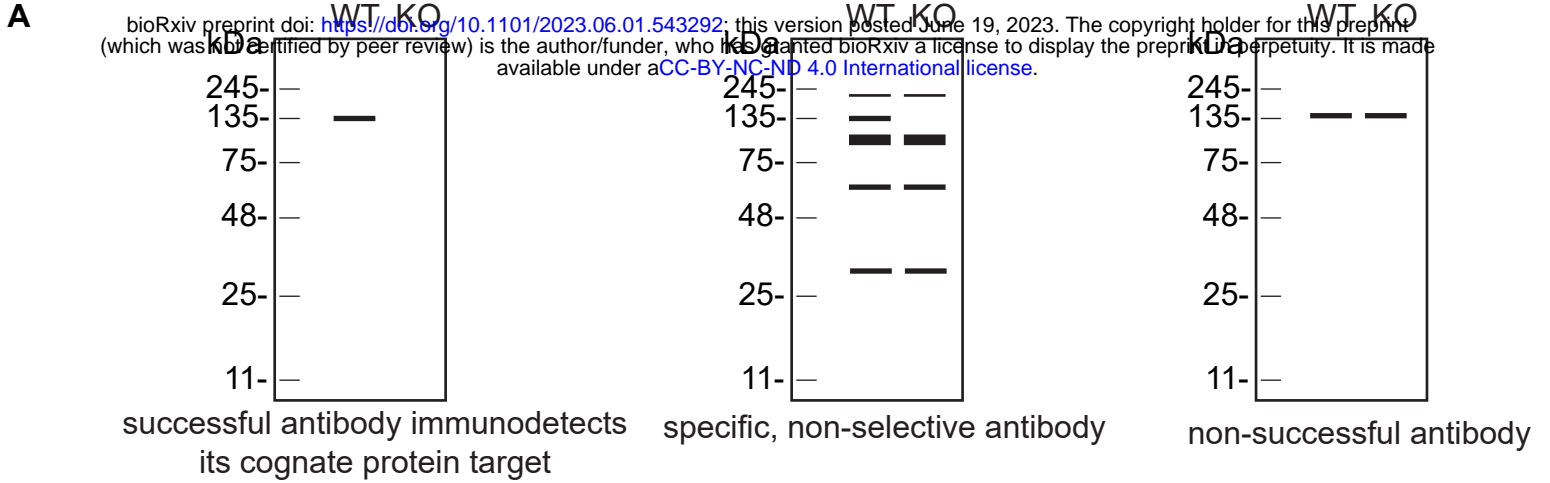 A
bioRxiv preprint doi: https://doi.org/10.1101/2023.06.01.543292; this version posted June 19, 2023. The copyright holder for this preprint
(which was not certified by peer review) is the author/funder, who has granted bioRxiv a license to display the preprint in perpetuity. It is made
available under aCC-BY-NC-ND 4.0 International license.
WT KO
kDa
245-
135-
75-
48-
25-
11-
successful antibody immunodetects
its cognate protein target
WT KO
kDa
245-
135-
75-
48-
25-
11-
specific, non-selective antibody
WT KO
kDa
245-
135-
75-
48-
25-
11-
non-successful antibody